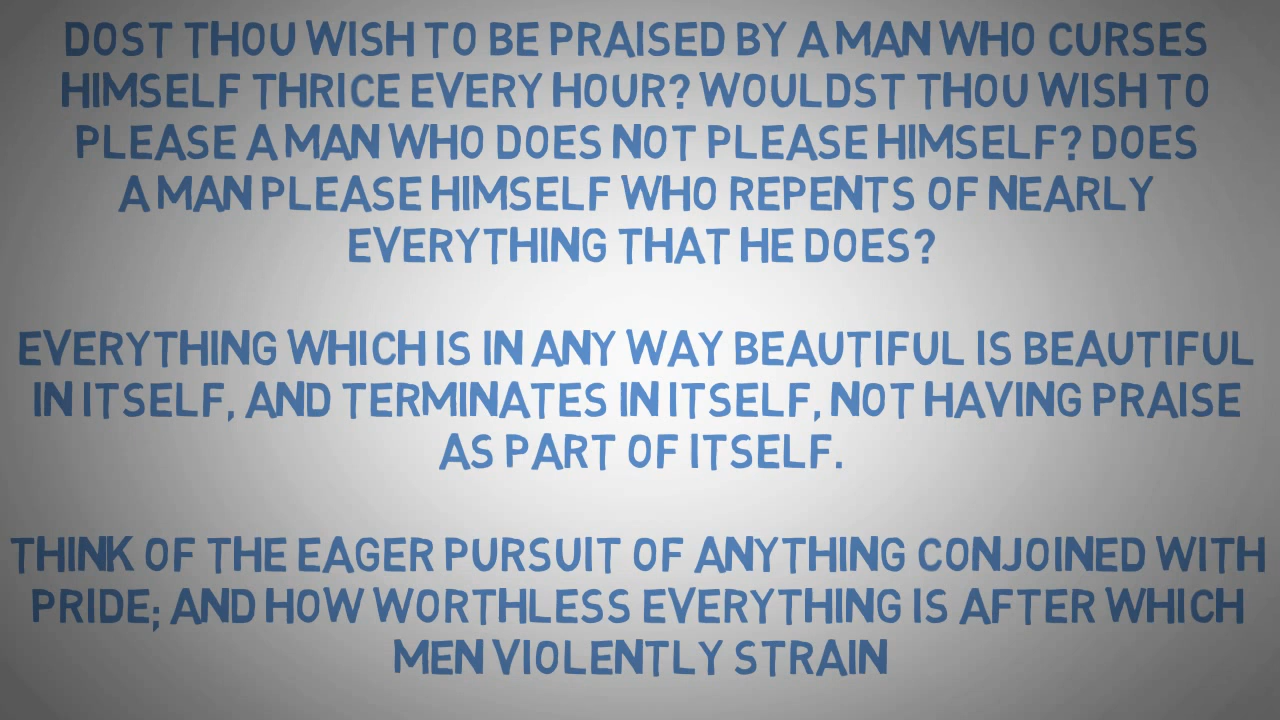 DOST THOU WISH TO BE PRAISED BY A MAN WHO CURSES
HIMSELF THRICE EVERY HOUR? WOULDST THOU WISH TO
PLEASE A MAN WHO DOES NOT PLEASE HIMSELF? DOES
A MAN PLEASE HIMSELF WHO REPENTS OF NEARLY
EVERYTHING THAT HE DOES?
EVERYTHING WHICH IS IN ANY WAY BEAUTIFUL IS BEAUTIFUL
IN ITSELF, AND TERMINATES IN ITSELF, NOT HAVING PRAISE
AS PART OF ITSELF.
THINK OF THE EAGER PURSUIT OF ANYTHING CONJOINED WITH
PRIDE; AND HOW WORTHLESS EVERYTHING IS AFTER WHICH
MEN VIOLENTLY STRAIN